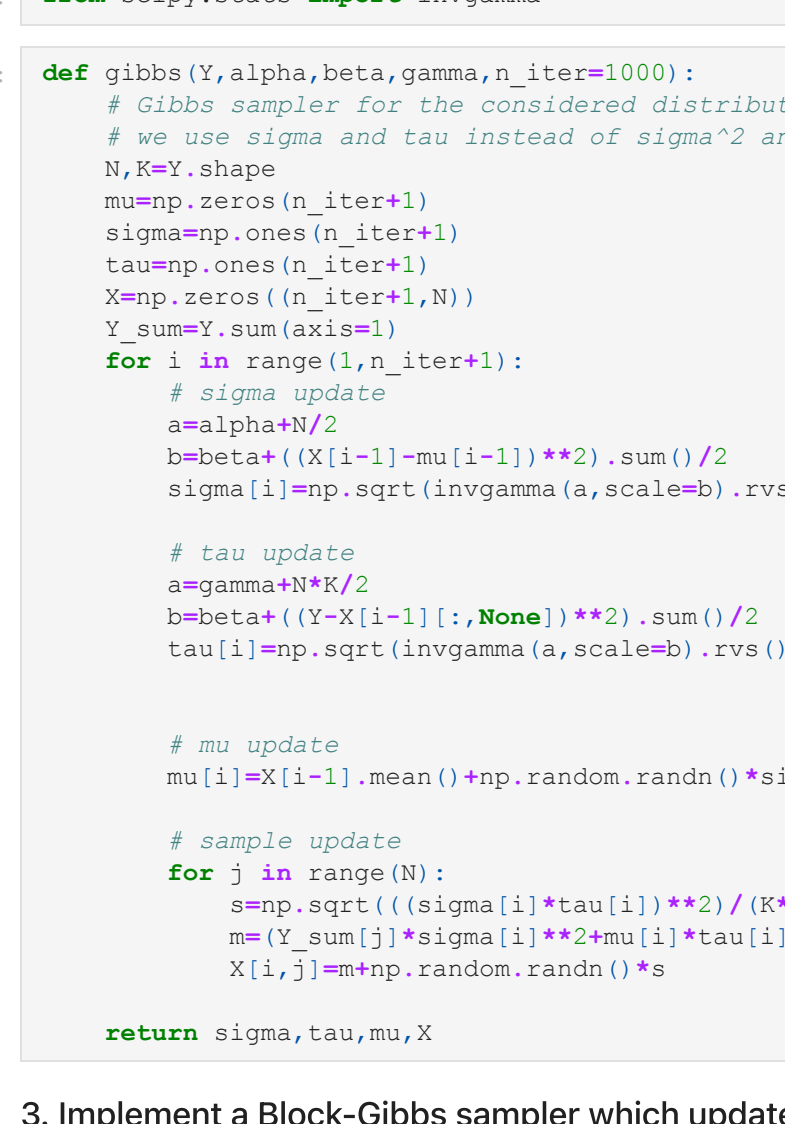 def gibbs(Y,alpha,beta,gamma,n_iter=1000):
# Gibbs sampler for the considered
# we use sigma and tau instead of sigma^2
N,K=Y.shape
mu=np.zeros(n_iter+1)
sigma=np.ones(n_iter+1)
tau=np.ones(n_iter+1)
X=np.zeros((n_iter+1,N))
Y_sum=Y.sum(axis=1)
for i in range(1,n_iter+1):
# sigma update
a=alpha+N/2
b=beta+((X[i-1]-mu[i-1])**2).sum()/2
sigma[i]=np.sqrt(invgamma(a,scale=b).rvs
# tau update
a=gamma+N*K/2
b=beta+((Y-X[i-1][:,None])**2).sum()/2
tau[i]=np.sqrt(invgamma(a,scale=b).rvs()
# mu update
mu[i]=X[i-1].mean()+np.random.randn()*si
# sample update
for j in range(N):
s=np.sqrt(((sigma[i]*tau[i])**2)/(K*
m=(Y_sum[j]*sigma[i]**2+mu[i]*tau[i]
X[i,j]=m+np.random.randn()*s
return sigma,tau,mu,X
3. Implement a Block-Gibbs sampler which update